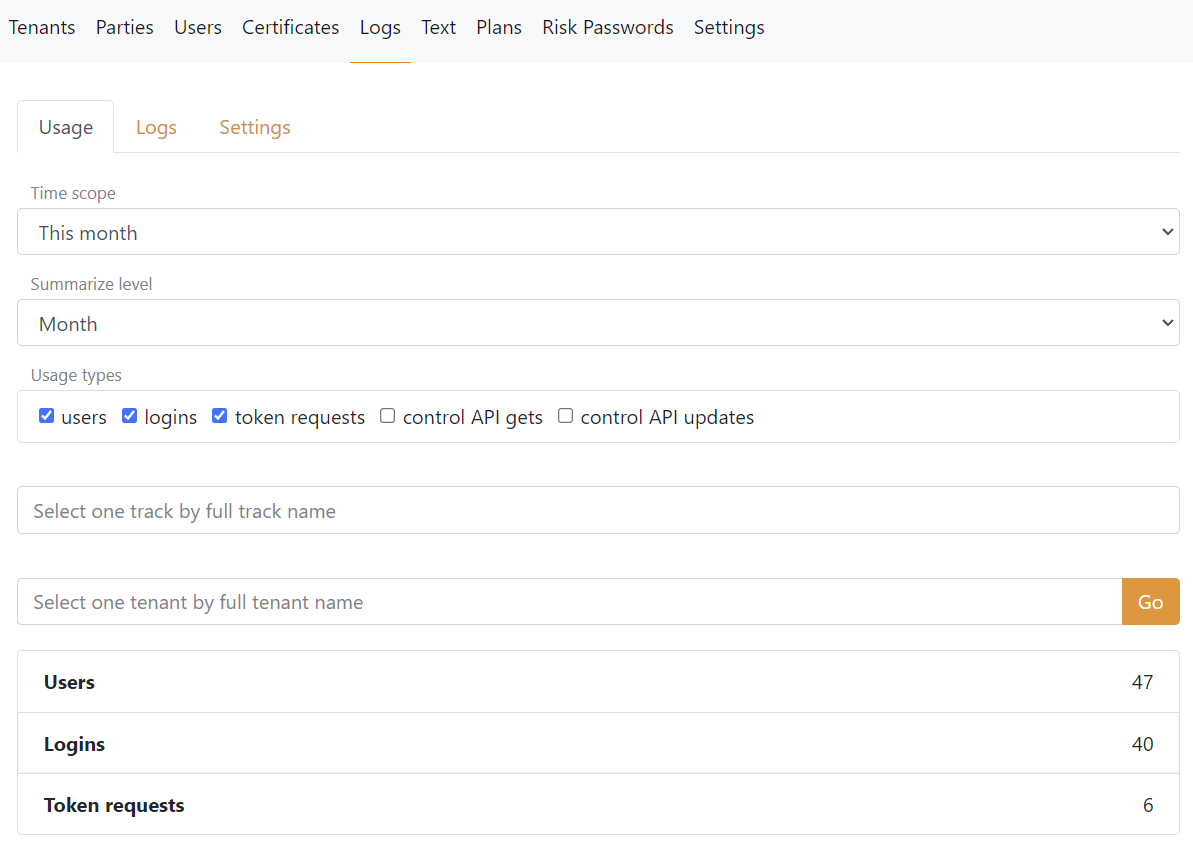 Tenants Parties Users Certificates Logs Text Plans Risk Passwords Settings
Usage Logs Settings
Time scope
This month
Summarize level
Month
Usage types
users logins token requests control API gets control API updates
Select one track by full track name
Select one tenant by full tenant name Go
Users 47
Logins 40
Token requests 6